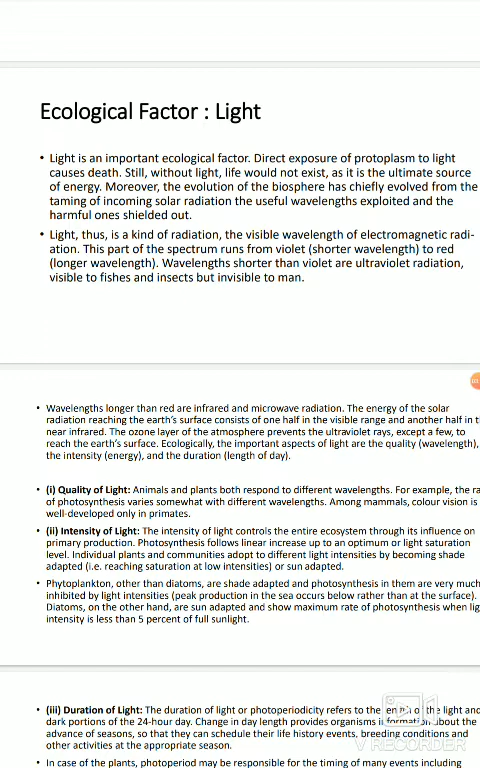 Ecological Factor : Light
• Light is an important ecological factor. Direct exposure of protoplasm to light
causes death. Still, without light, life would not exist, as it is the ultimate source
of energy. Moreover, the evolution of the biosphere has chiefly evolved from the
taming of incoming solar radiation the useful wavelengths exploited and the
harmful ones shielded out.
• Light, thus, is a kind of radiation, the visible wavelength of electromagnetic radi-
ation. This part of the spectrum runs from violet (shorter wavelength) to red
(longer wavelength). Wavelengths shorter than violet are ultraviolet radiation,
visible to fishes and insects but invisible to man.
• Wavelengths longer than red are infrared and microwave radiation. The energy of the solar
radiation reaching the earth's surface consists of one half in the visible range and another half in
near infrared. The ozone layer of the atmosphere prevents the ultraviolet rays, except a few, to
reach the earth's surface. Ecologically, the important aspects of light are the quality (wavelength),
the intensity (energy), and the duration (length of day).
• (i) Quality of Light: Animals and plants both respond to different wavelengths. For example, the
of photosynthesis varies somewhat with different wavelengths. Among mammals, colour vision is
well-developed only in primates.
• (ii) Intensity of Light: The intensity of light controls the entire ecosystem through its influence on
primary production. Photosynthesis follows linear increase up to an optimum or light saturation
level. Individual plants and communities adopt to different light intensities by becoming shade
adapted (i.e. reaching saturation at low intensities) or sun adapted.
• Phytoplankton, other than diatoms, are shade adapted and photosynthesis in them are very much
inhibited by light intensities (peak production in the sea occurs below rather than at the surface).
Diatoms, on the other hand, are sun adapted and show maximum rate of photosynthesis when
intensity is less than 5 percent of full sunlight.
• (iii) Duration of Light: The duration of light or photoperiodicity refers to the length of the light and
dark portions of the 24-hour day. Change in day length provides organisms information about the
advance of seasons, so that they can schedule their life history events, breeding conditions and
other activities at the appropriate season.
V RECORDER
• In case of the plants, photoperiod may be responsible for the timing of many events including